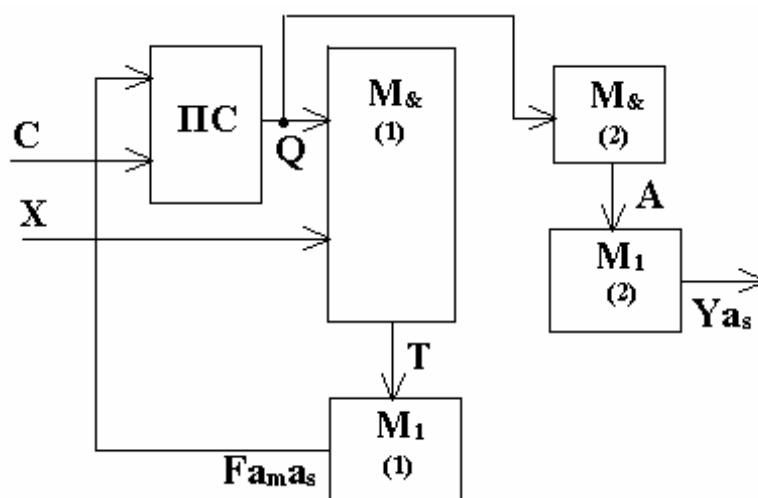 ПС
C
Q
X
M&
(1)
T
M1
(1)
Famas
M&
(2)
A
M1
(2)
Yas